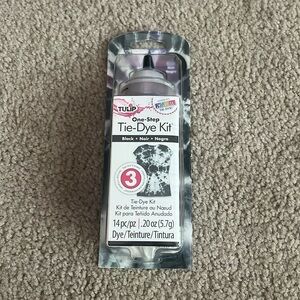 TULIP
One-Step
Tie-Dye Kit
Black • Noir • Negro
3
Tie Dye Kit
Kit de Teinture au Nœud
Kit para Teñido Anudado
14 pc/pz .20 oz (5.7g)
Dye/Teinture/Tintura